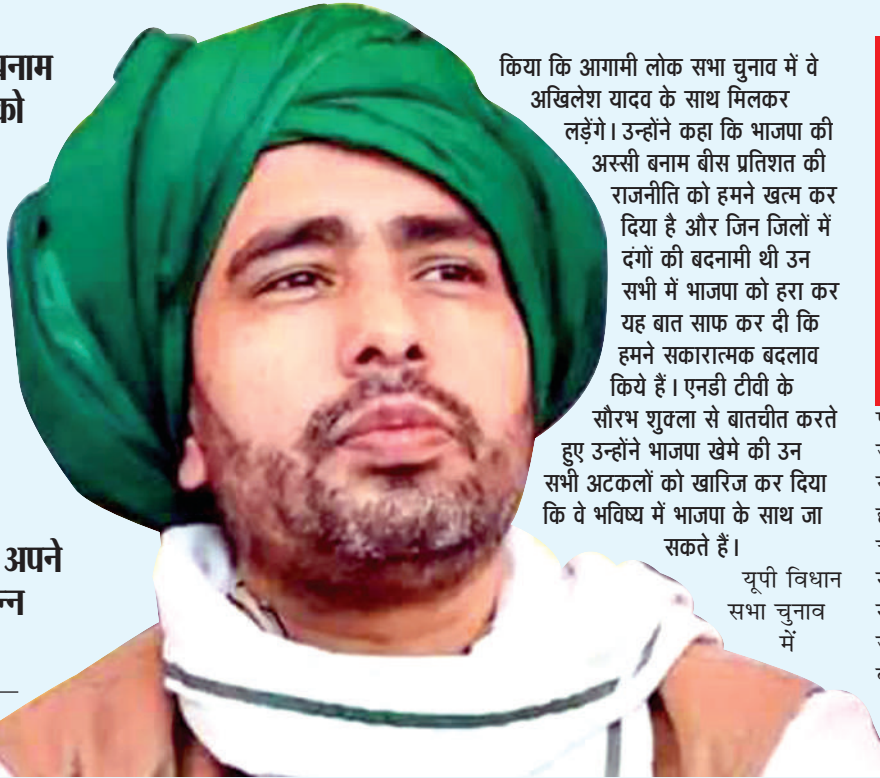 को
अपने
किया कि आगामी लोक सभा चुनाव में वे
अखिलेश यादव के साथ मिलकर
लड़ेंगे। उन्होंने कहा कि भाजपा की
अस्सी बनाम बीस प्रतिशत की
राजनीति को हमने खत्म कर
दिया है और जिन जिलों में
दंगों की बदनामी थी उन
सभी में भाजपा को हरा कर
यह बात साफ कर दी कि
हमने सकारात्मक बदलाव
किये हैं। एनडी टीवी के
सौरभ शुक्ला से बातचीत करते
हुए उन्होंने भाजपा खेमे की उन
सभी अटकलों को खारिज कर दिया
कि वे भविष्य में भाजपा के साथ जा
सकते हैं।
यूपी विधान
सभा चुनाव
में